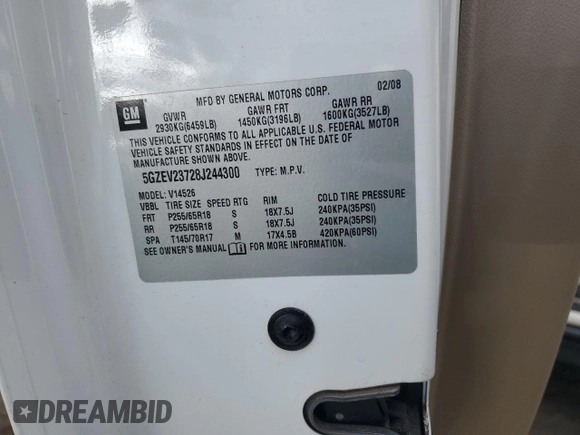 MFD BY GENERAL MOTORS CORP. 02/08
GM
GVWR GAWR FRT GAWR RR
2930KG(6459LB) 1450KG(3196LB) 1600KG(3527LB)
THIS VEHICLE CONFORMS TO ALL APPLICABLE U.S. FEDERAL MOTOR
VEHICLE SAFETY STANDARDS IN EFFECT ON THE DATE OF
MANUFACTURE SHOWN ABOVE.
5GZEV23728J244300 TYPE: M.P.V.
MODEL: V14526
VBBL TIRE SIZE SPEED RTG RIM COLD TIRE PRESSURE
FRT P255/65R18 S 18X7.5J 240KPA(35PSI)
RR P255/65R18 S 18X7.5J 240KPA(35PSI)
SPA T145/70R17 M 17X4.5B 420KPA(60PSI)
SEE OWNER'S MANUAL FOR MORE INFORMATION.
DREAMBID